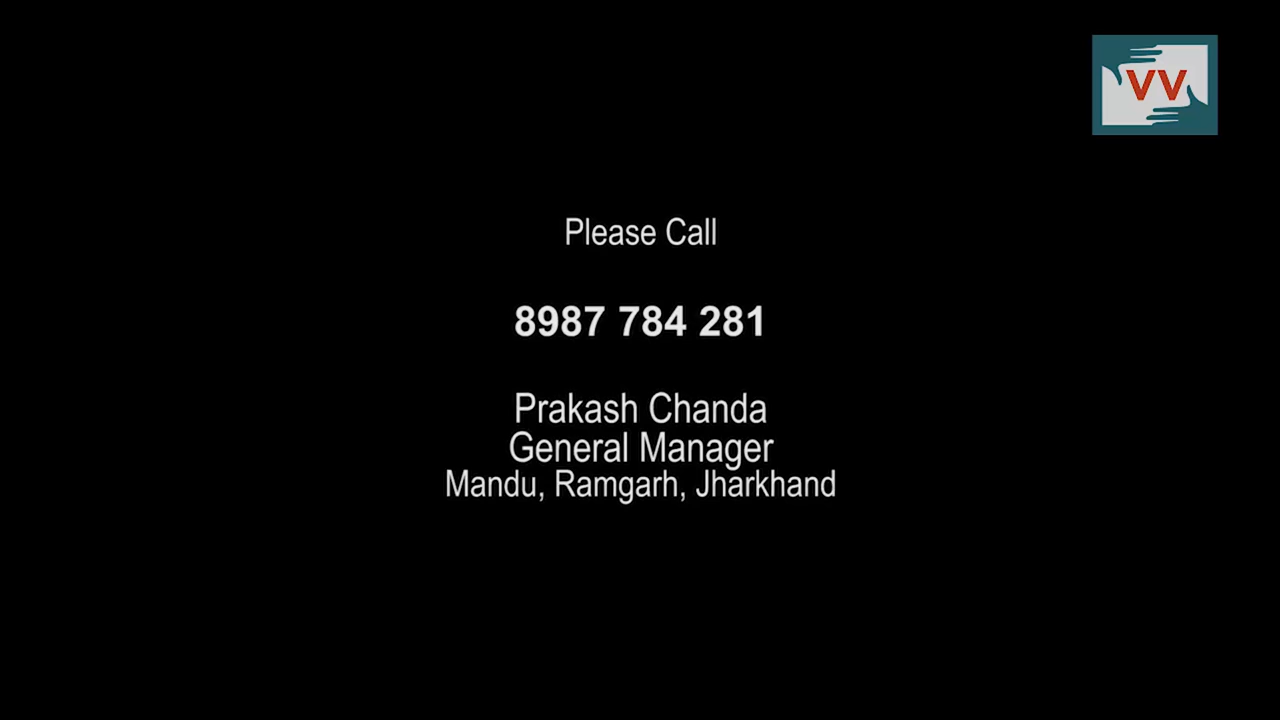 VV
Please Call
8987 784 281
Prakash Chanda
General Manager
Mandu, Ramgarh, Jharkhand